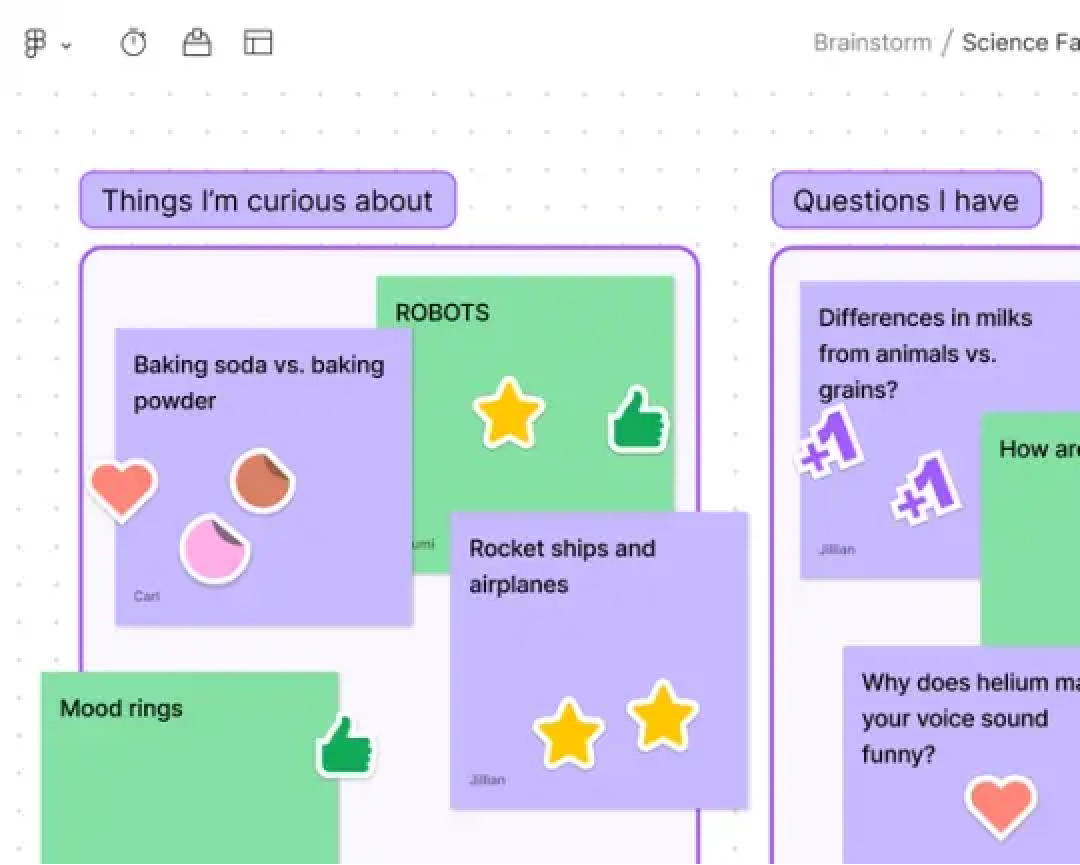 Brainstorm / Science Fa
Things I'm curious about
Questions I have
ROBOTS
umi
Baking soda vs. baking
powder
Carl
Rocket ships and
airplanes
Jillian
Mood rings
Differences in milks
from animals vs.
grains?
+1
+1
Jillian
How are
Why does helium ma
your voice sound
funny?